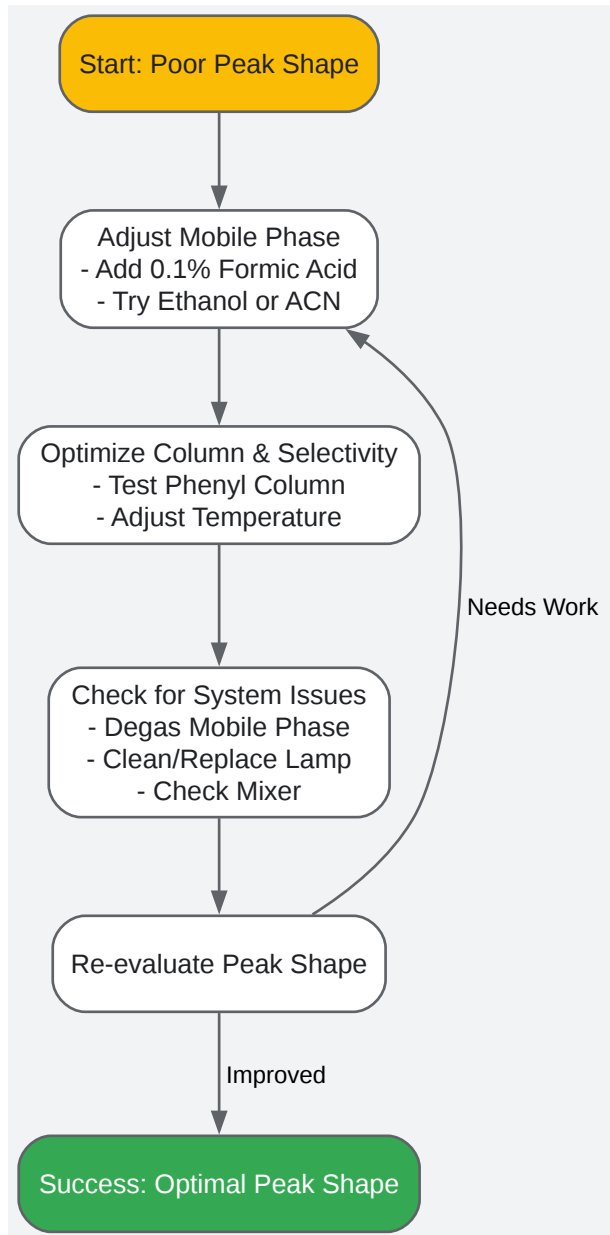 Start: Poor Peak Shape
Adjust Mobile Phase
- Add 0.1% Formic Acid
- Try Ethanol or ACN
Optimize Column & Selectivity
- Test Phenyl Column
- Adjust Temperature
Needs Work
Check for System Issues
- Degas Mobile Phase
- Clean/Replace Lamp
- Check Mixer
Re-evaluate Peak Shape
Improved
Success: Optimal Peak Shape